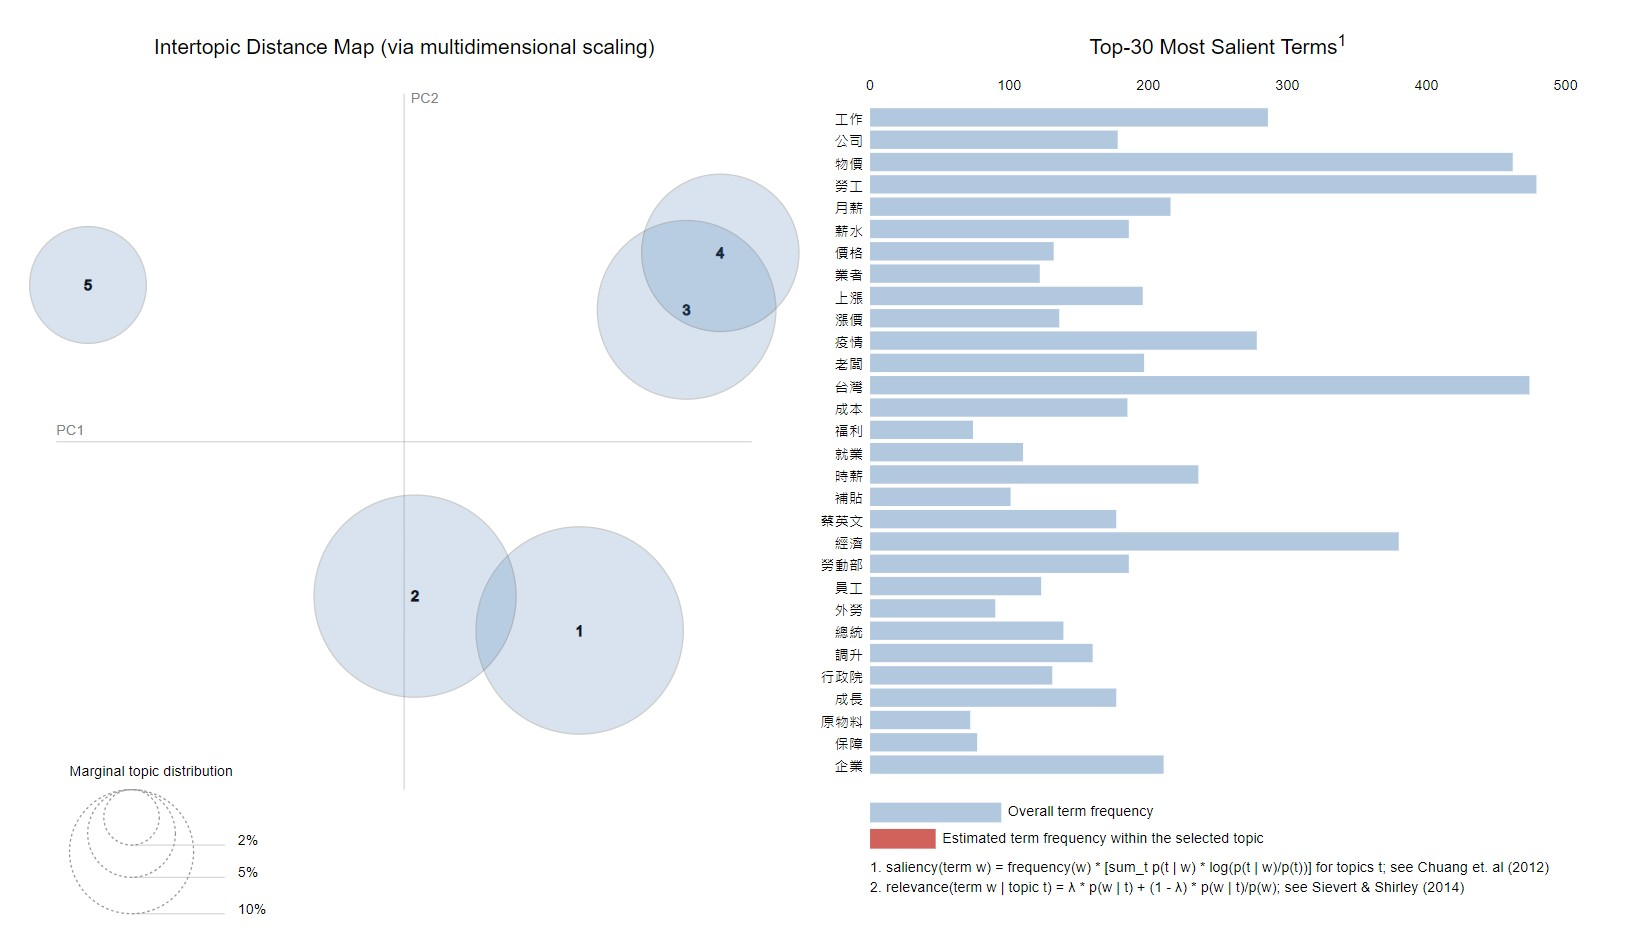 Intertopic Distance Map (via multidimensional scaling)
PC2
PC1
5
4
3
2
1
Marginal topic distribution
2%
5%
10%
Top-30 Most Salient Terms1
0 100 200 300 400 500
工作
公司
物價
勞工
月薪
薪水
價格
業者
上漲
漲價
疫情
老闆
台灣
成本
福利
就業
時薪
補貼
蔡英文
經濟
勞動部
員工
外勞
總統
調升
行政院
成長
原物料
保障
企業
Overall term frequency
Estimated term frequency within the selected topic
1. saliency(term w) = frequency(w) * [sum_t p(t | w) * log(p(t | w)/p(t))] for topics t; see Chuang et. al (2012)
2. relevance(term w | topic t) = λ * p(w | t) + (1 - λ) * p(w | t)/p(w); see Sievert & Shirley (2014)